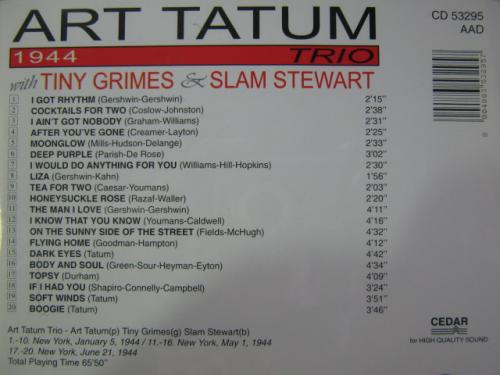 ART TATUM
CD 53295
AAD
1944 TRIO
with TINY GRIMES & SLAM STEWART
1 I GOT RHYTHM (Gershwin-Gershwin) 2'15"
2 COCKTAILS FOR TWO (Coslow-Johnston) 2'38"
3 I AIN'T GOT NOBODY (Graham-Williams) 2'31"
4 AFTER YOU'VE GONE (Creamer-Layton) 2'25"
5 MOONGLOW (Mills-Hudson-Delange) 2'33"
6 DEEP PURPLE (Parish-De Rose) 3'02"
7 I WOULD DO ANYTHING FOR YOU (Williams-Hill-Hopkins) 2'30"
8 LIZA (Gershwin-Kahn) 1'56"
9 TEA FOR TWO (Caesar-Youmans) 2'03"
10 HONEYSUCKLE ROSE (Razaf-Waller) 2'20"
11 THE MAN I LOVE (Gershwin-Gershwin) 4'11"
12 I KNOW THAT YOU KNOW (Youmans-Caldwell) 4'16"
13 ON THE SUNNY SIDE OF THE STREET (Fields-McHugh) 4'32"
14 FLYING HOME (Goodman-Hampton) 4'12"
15 DARK EYES (Tatum) 4'42"
16 BODY AND SOUL (Green-Sour-Heyman-Eyton) 4'34"
17 TOPSY (Durham) 4'09"
18 IF I HAD YOU (Shapiro-Connelly-Campbell) 3'24"
19 SOFT WINDS (Tatum) 3'51"
20 BOOGIE (Tatum) 3'46"
Art Tatum Trio - Art Tatum(p) Tiny Grimes(g) Slam Stewart(b)
1.-10. New York, January 5, 1944 / 11.-16. New York, May 1, 1944
17.-20. New York, June 21, 1944
Total Playing Time 65'50"
CEDAR
for HIGH QUALITY SOUND